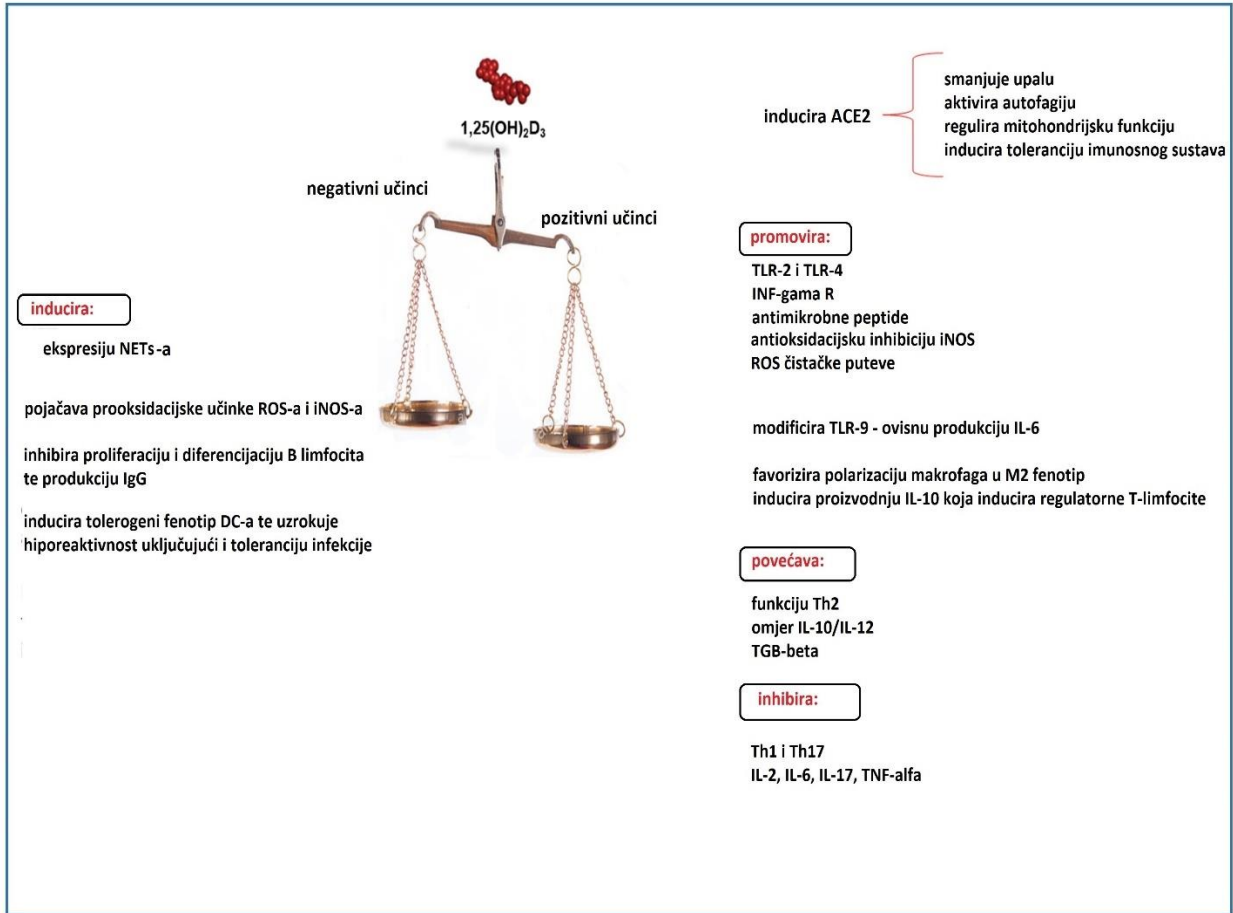 1,25(OH)₂D₃
negativni učinci
pozitivni učinci
inducira:
ekspresiju NETs-a
pojačava prooksidacijske učinke ROS-a i iNOS-a
inhibira proliferaciju i diferencijaciju B limfocita
te produkciju IgG
inducira tolerogeni fenotip DC-a te uzrokuje
hiporeaktivnost uključujući i toleranciju infekcije
inducira ACE2
smanjuje upalu
aktivira autofagiju
regulira mitohondrijsku funkciju
inducira toleranciju imunosnog sustava
promovira:
TLR-2 i TLR-4
INF-gama R
antimikrobne peptide
antioksidacijsku inhibiciju iNOS
ROS čistačke puteve
modificira TLR-9 - ovisnu produkciju IL-6
favorizira polarizaciju makrofaga u M2 fenotip
inducira proizvodnju IL-10 koja inducira regulatorne T-limfocite
povećava:
funkciju Th2
omjer IL-10/IL-12
TGB-beta
inhibira:
Th1 i Th17
IL-2, IL-6, IL-17, TNF-alfa